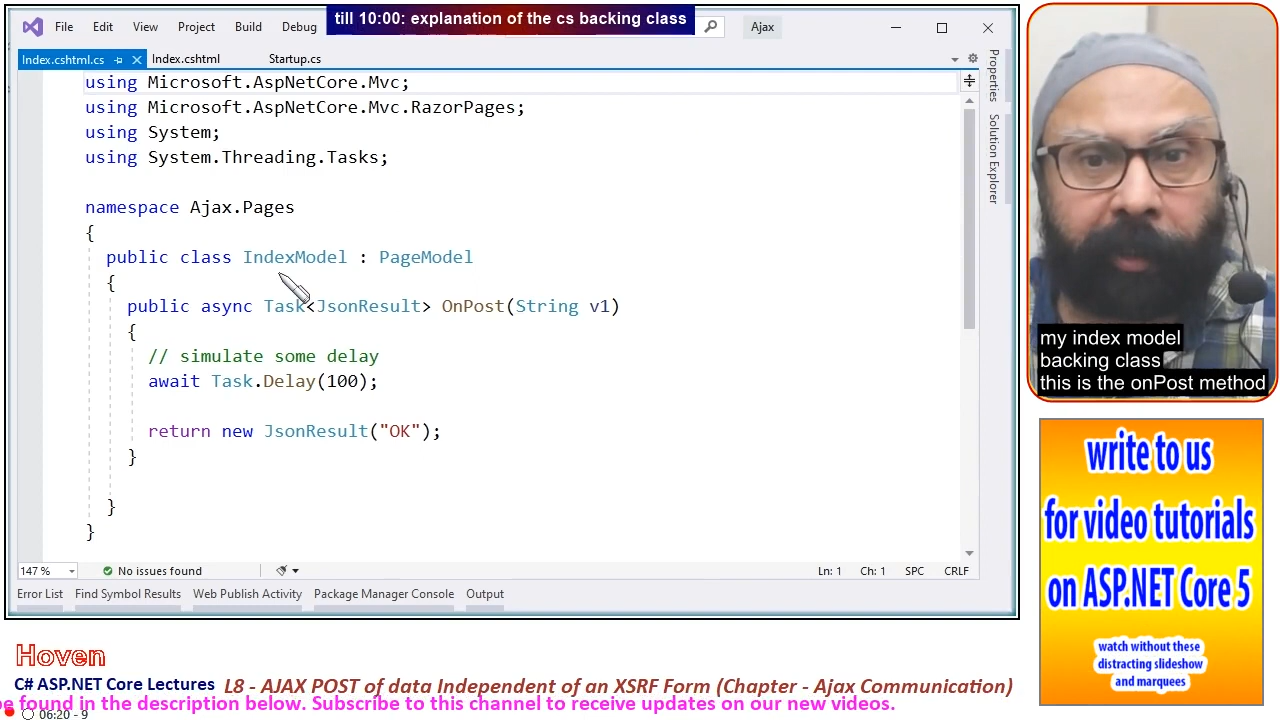 till 10:00: explanation of the cs backing class
File Edit View Project Build Debug Ajax
Index.cshtml.cs Index.cshtml Startup.cs
using Microsoft.AspNetCore.Mvc;
using Microsoft.AspNetCore.Mvc.RazorPages;
using System;
using System.Threading.Tasks;
namespace Ajax.Pages
{
public class IndexModel : PageModel
{
public async Task<JsonResult> OnPost(String v1)
{
// simulate some delay
await Task.Delay(100);
return new JsonResult("OK");
}
}
}
147 % No issues found Ln: 1 Ch: 1 SPC CRLF
Error List Find Symbol Results Web Publish Activity Package Manager Console Output
Properties
Solution Explorer
my index model
backing class
this is the onPost method
write to us
for video tutorials
on ASP.NET Core 5
watch without these
distracting slideshow
and marquees
Hoven
C# ASP.NET Core Lectures L8 - AJAX POST of data Independent of an XSRF Form (Chapter - Ajax Communication)
be found in the description below. Subscribe to this channel to receive updates on our new videos.
06:20 - 9